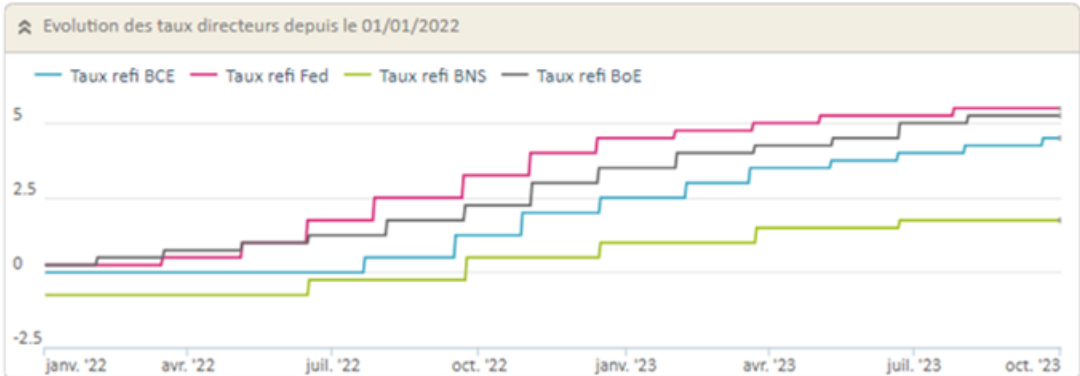 Evolution des taux directeurs depuis le 01/01/2022
Taux refi BCE Taux refi Fed Taux refi BNS Taux refi BoE
5
2.5
0
-2.5
janv. '22 avr. '22 juil. '22 oct. '22 janv. '23 avr. '23 juil. '23 oct. '23